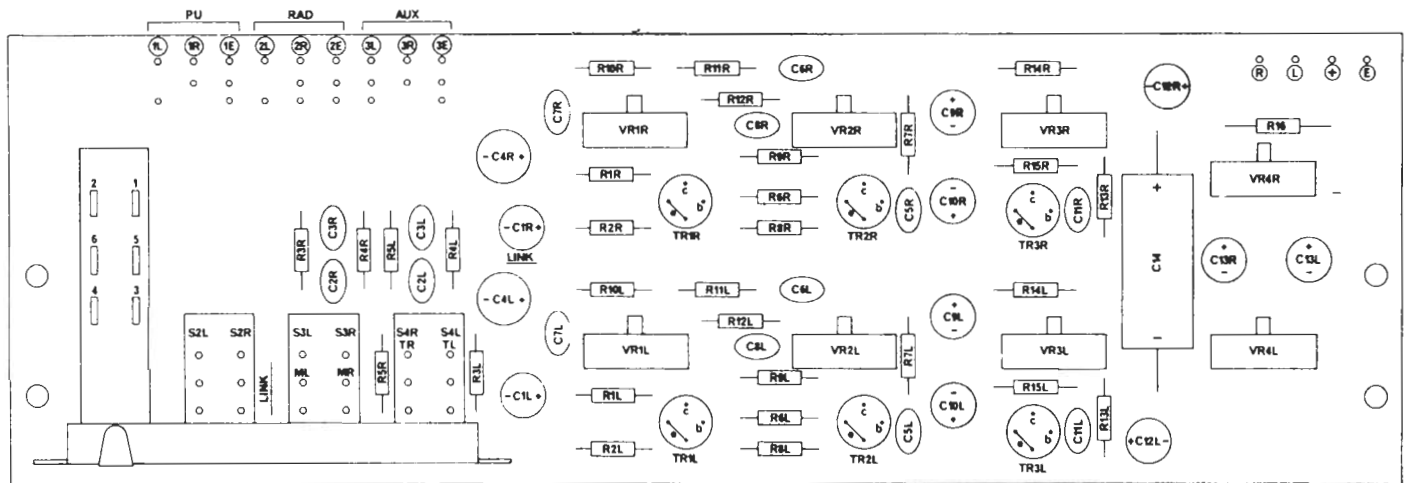 PU RAD AUX
1L 1R 1E 2L 2R 2E 3L 3R 3E
R L + E
R10R R11R C6R R14R
-C12R+
C7R R12R C8R R7R + C9R -
VR1R VR2R VR3R R16
R9R R15R
-C4R+
R1R c b e R6R c b e C5R - C10R + c b e C11R R13R + VR4R -
2 1
R2R TR1R R8R TR2R TR3R
R3R C3R R4R R5L C3L R4L -C1R+
LINK
6 5
C2R C2L
C14 + C13R - + C13L -
4 3
-C4L+
R10L R11L C6L R14L
S2L S2R S3L S3R S4R S4L
TR TL
C7L R12L C8L R7L + C9L -
VR1L VR2L VR3L - VR4L
ML MR
LINK R5R R3L
R9L R15L
-C1L+
R1L c b e R6L c b e C5L - C10L + c b e C11L R13L
R2L TR1L R8L TR2L TR3L
+C12L-